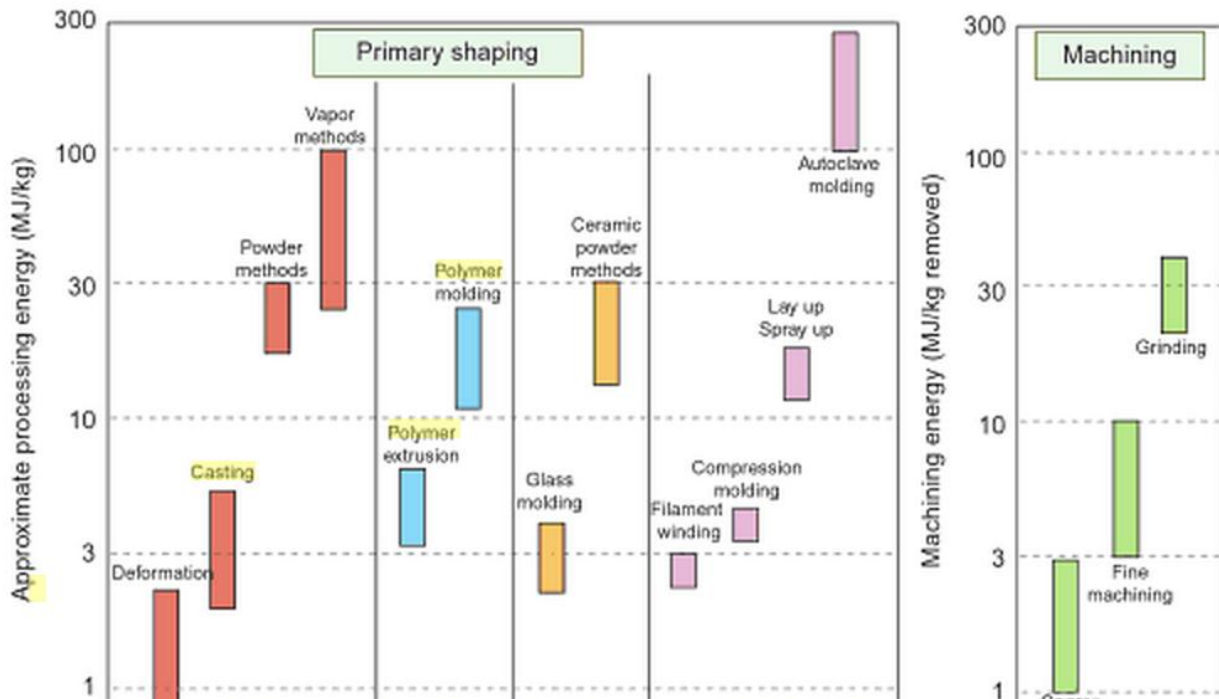 300
Primary shaping
Vapor
methods
100
Autoclave
molding
Powder
methods
Ceramic
powder
methods
Polymer
molding
30
Lay up
Spray up
10
Polymer
extrusion
Casting
Glass
molding
Compression
molding
Filament
winding
3
Deformation
1
Approximate processing energy (MJ/kg)
300
Machining
100
30
Grinding
10
3
Fine
machining
1
Machining energy (MJ/kg removed)